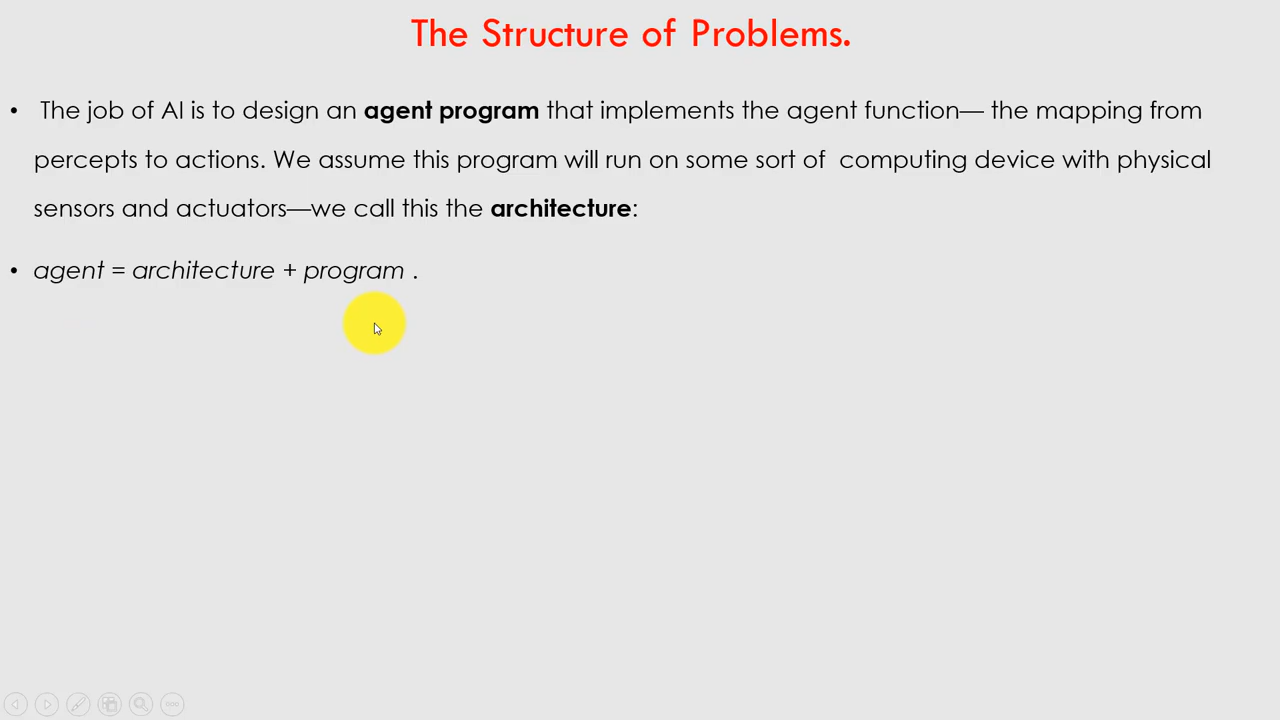 The Structure of Problems.
• The job of AI is to design an agent program that implements the agent function— the mapping from
percepts to actions. We assume this program will run on some sort of computing device with physical
sensors and actuators—we call this the architecture:
• agent = architecture + program .